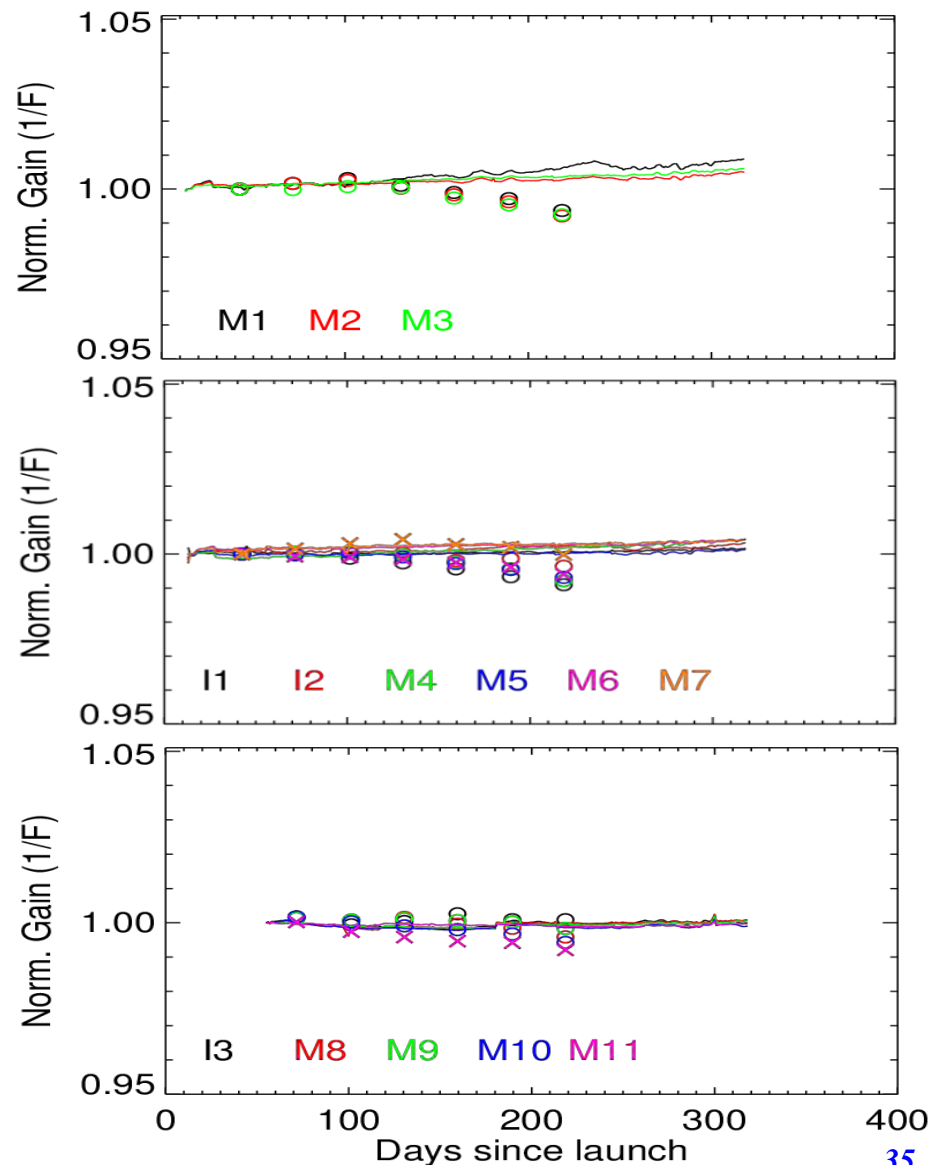 1.05
Norm. Gain (1/F)
1.00
M1 M2 M3
0.95
1.05
Norm. Gain (1/F)
1.00
I1 I2 M4 M5 M6 M7
0.95
1.05
Norm. Gain (1/F)
1.00
I3 M8 M9 M10 M11
0.95
0 100 200 300 400
Days since launch
35